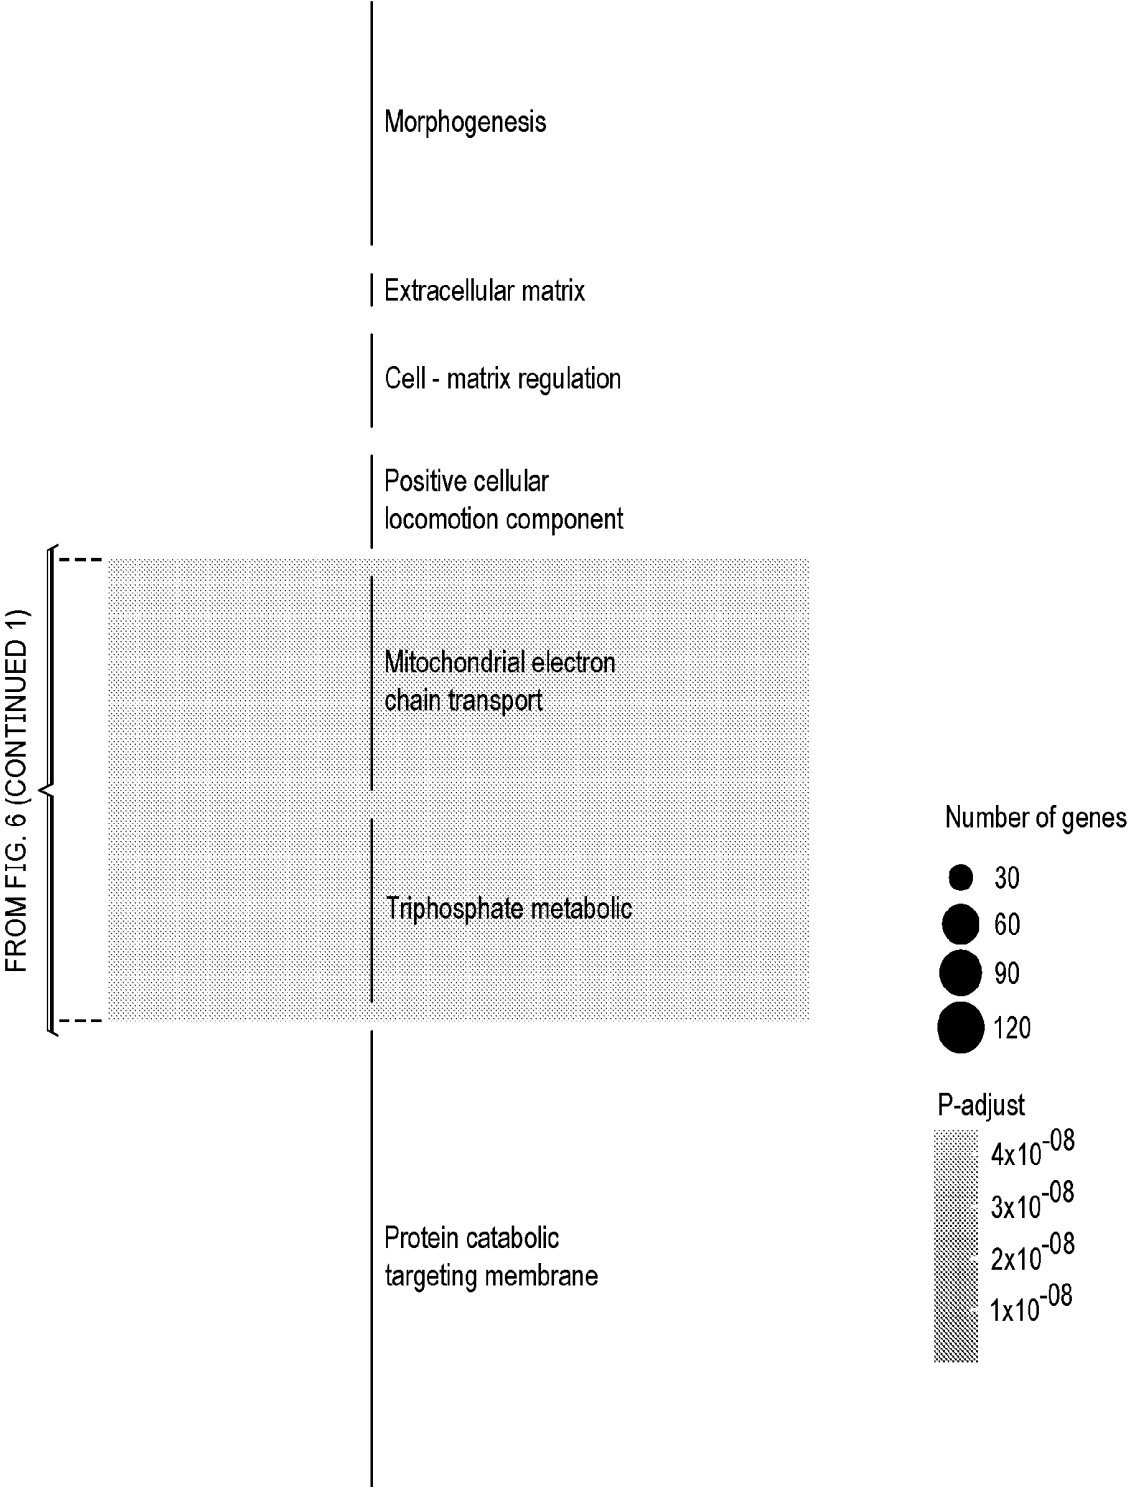 Morphogenesis
Extracellular matrix
Cell - matrix regulation
Positive cellular
locomotion component
FROM FIG. 6 (CONTINUED 1)
Mitochondrial electron
chain transport
Triphosphate metabolic
Protein catabolic
targeting membrane
Number of genes
30
60
90
120
P-adjust
4x10-08
3x10-08
2x10-08
1x10-08